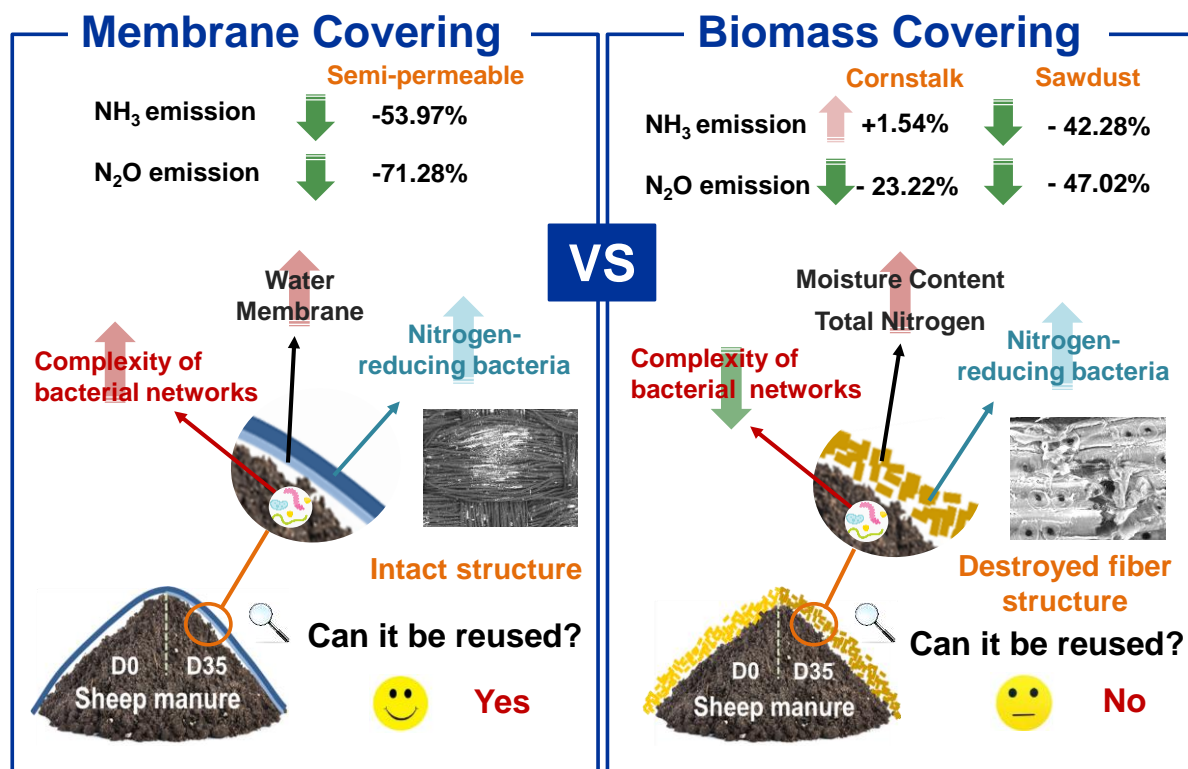 Membrane Covering
Semi-permeable
NH₃ emission -53.97%
N₂O emission -71.28%
Water
Membrane
Complexity of
bacterial networks
Nitrogen-
reducing bacteria
Intact structure
D0 D35
Sheep manure
Can it be reused?
Yes
VS
Biomass Covering
Cornstalk Sawdust
NH₃ emission +1.54% - 42.28%
N₂O emission - 23.22% - 47.02%
Moisture Content
Total Nitrogen
Complexity of
bacterial networks
Nitrogen-
reducing bacteria
Destroyed fiber
structure
D0 D35
Sheep manure
Can it be reused?
No